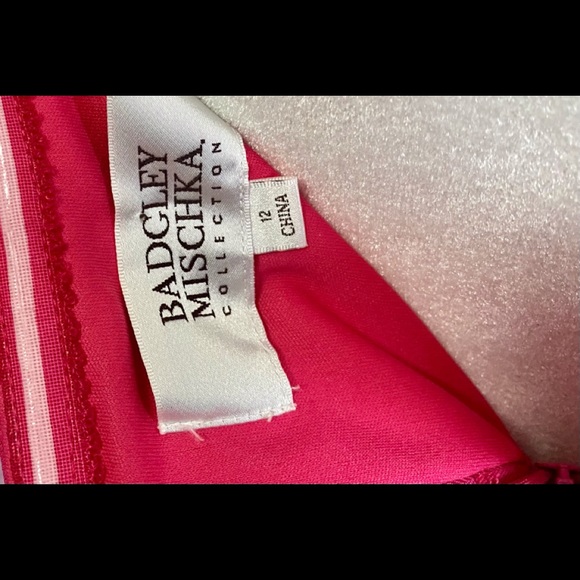 BADGLEY
MISCHKA.
COLLECTION
12
CHINA